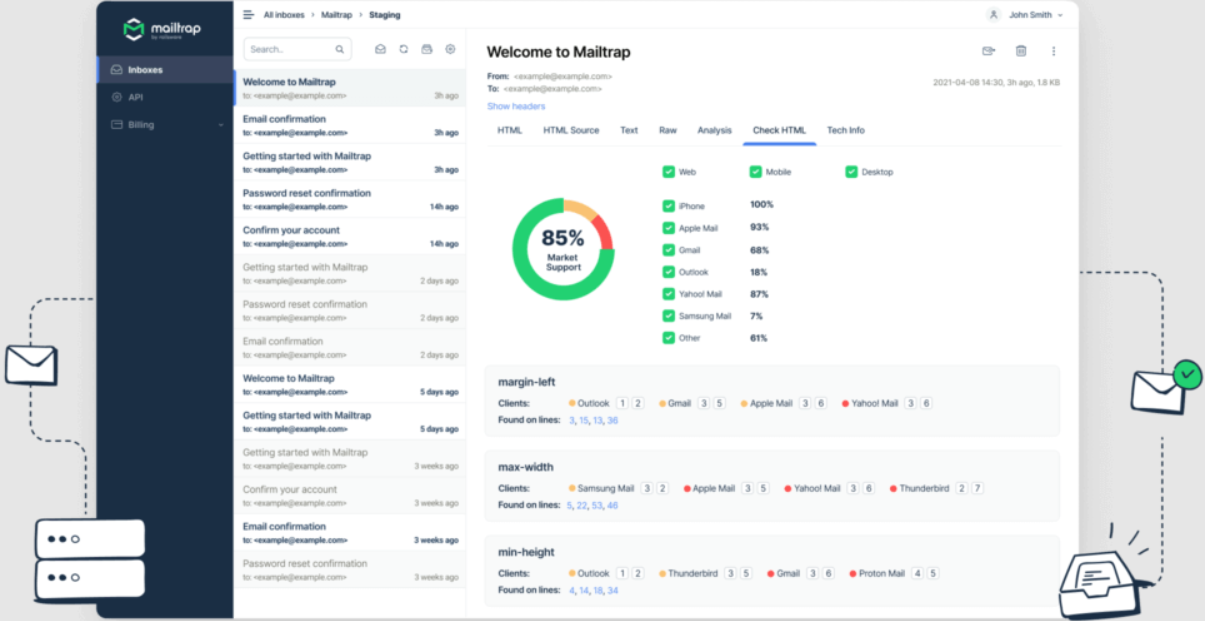 mailtrap
by railsware
Inboxes
API
Billing
All inboxes > Mailtrap > Staging
John Smith
Search..
Welcome to Mailtrap
to: <example@example.com> 3h ago
Email confirmation
to: <example@example.com> 3h ago
Getting started with Mailtrap
to: <example@example.com> 3h ago
Password reset confirmation
to: <example@example.com> 14h ago
Confirm your account
to: <example@example.com> 14h ago
Getting started with Mailtrap
to: <example@example.com> 2 days ago
Password reset confirmation
to: <example@example.com> 2 days ago
Email confirmation
to: <example@example.com> 2 days ago
Welcome to Mailtrap
to: <example@example.com> 5 days ago
Getting started with Mailtrap
to: <example@example.com> 5 days ago
Getting started with Mailtrap
to: <example@example.com> 3 weeks ago
Confirm your account
to: <example@example.com> 3 weeks ago
Email confirmation
to: <example@example.com> 3 weeks ago
Password reset confirmation
to: <example@example.com> 3 weeks ago
Welcome to Mailtrap
From: <example@example.com>
To: <example@example.com>
2021-04-08 14:30, 3h ago, 1.8 KB
Show headers
HTML HTML Source Text Raw Analysis Check HTML Tech Info
Web Mobile Desktop
85%
Market
Support
iPhone 100%
Apple Mail 93%
Gmail 68%
Outlook 18%
Yahoo! Mail 87%
Samsung Mail 7%
Other 61%
margin-left
Clients: Outlook 1 2 Gmail 3 5 Apple Mail 3 6 Yahoo! Mail 3 6
Found on lines: 3, 15, 13, 36
max-width
Clients: Samsung Mail 3 2 Apple Mail 3 5 Yahoo! Mail 3 6 Thunderbird 2 7
Found on lines: 5, 22, 53, 46
min-height
Clients: Outlook 1 2 Thunderbird 3 5 Gmail 3 6 Proton Mail 4 5
Found on lines: 4, 14, 18, 34